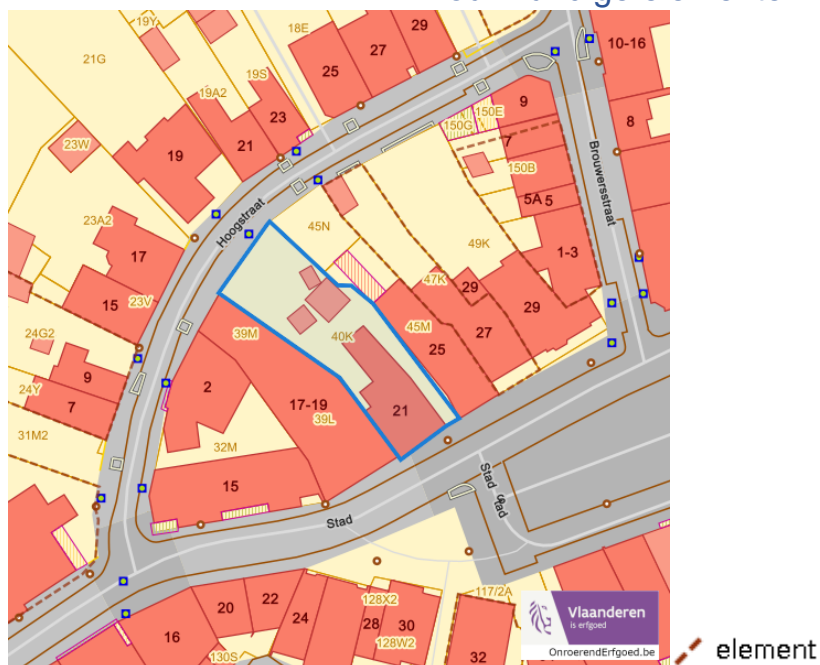 19Y
18E
27
29
10-16
21G
25
19S
19A2
23
9
150E
150G
8
23W
19
21
7
Brouwersstraat
150B
5A 5
Hoogstraat
45N
23A2
49K
17
1-3
47K
29
15
23V
29
24G2
39M
40K
45M
27
25
9
2
24Y
7
17-19
21
39L
31M2
32M
Stad
Stad
15
Stad
117/2A
128X2
20
22
24
28
30
Vlaanderen
is erfgoed
16
128W2
130S
32
OnroerendErfgoed.be
element